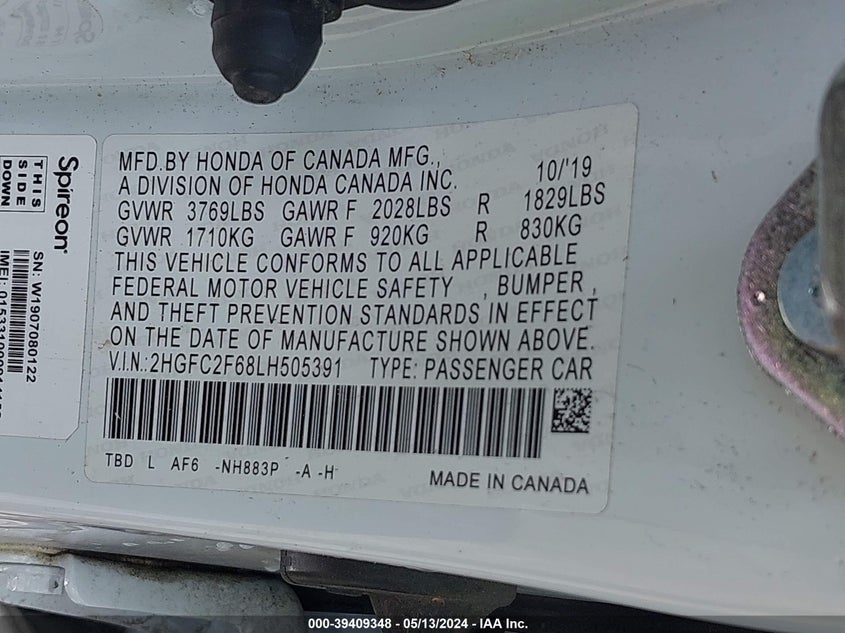 MFD.BY HONDA OF CANADA MFG.,
A DIVISION OF HONDA CANADA INC. 10/'19
GVWR 3769LBS GAWR F 2028LBS R 1829LBS
GVWR 1710KG GAWR F 920KG R 830KG
THIS VEHICLE CONFORMS TO ALL APPLICABLE
FEDERAL MOTOR VEHICLE SAFETY , BUMPER ,
AND THEFT PREVENTION STANDARDS IN EFFECT
ON THE DATE OF MANUFACTURE SHOWN ABOVE.
V.I.N.:2HGFC2F68LH505391 TYPE: PASSENGER CAR
TBD L AF6 -NH883P -A -H
MADE IN CANADA
Spireon
THIS
SIDE
DOWN
SN: W1907080122
IMEI:
000-39409348 - 05/13/2024 - IAA Inc.